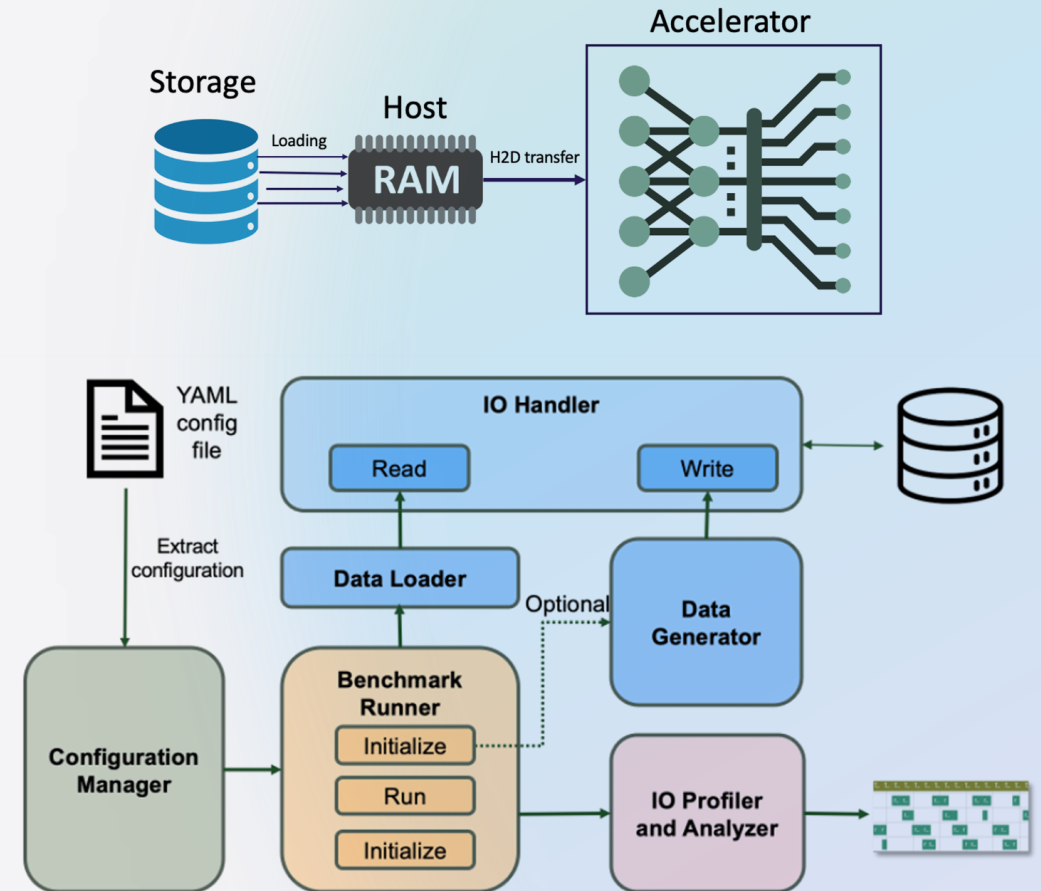 Accelerator
Storage
Host
Loading
RAM
H2D transfer
YAML
config
file
IO Handler
Read
Write
Extract
configuration
Data Loader
Optional
Data
Generator
Benchmark
Runner
Initialize
Run
Initialize
Configuration
Manager
IO Profiler
and Analyzer